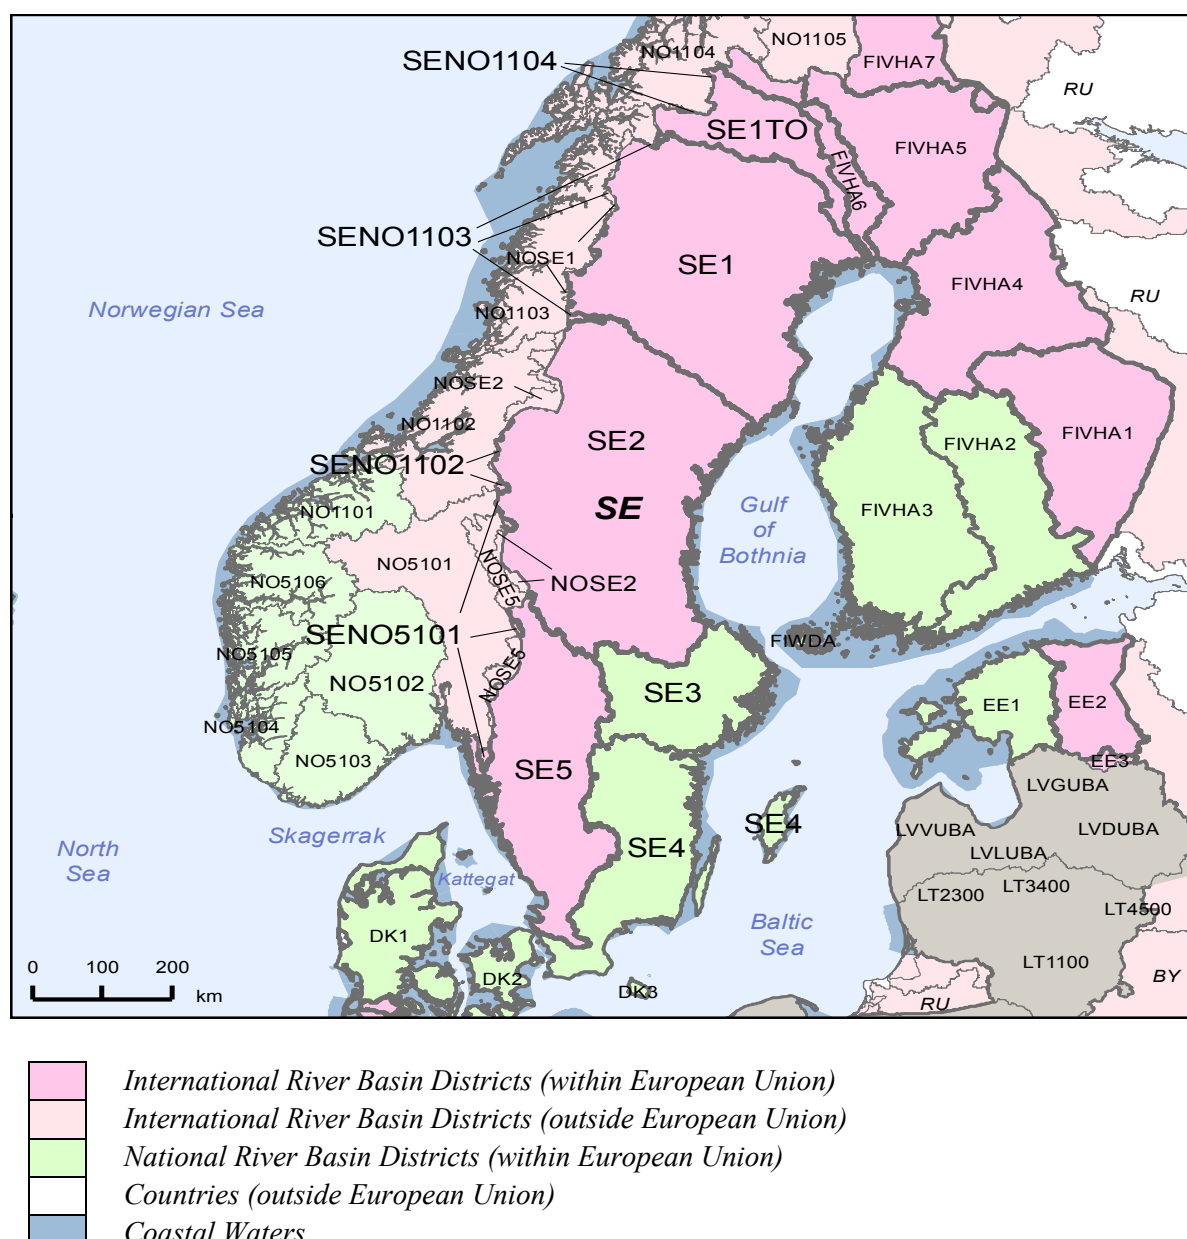 NO1104
NO1105
SENO1104
FIVHA7
RU
SE1TO
FIVHA5
FIVHA6
SENO1103
NOSE1
SE1
FIVHA4
RU
Norwegian Sea
NO1103
NOSE2
NO1102
SE2
FIVHA2
FIVHA1
SENO1102
SE
Gulf
of
Bothnia
NO1101
FIVHA3
NO5101
NOSE5
NO5106
NOSE2
SENO5101
FIWDA
NO5105
NOSE5
NO5102
SE3
EE1
EE2
NO5104
NO5103
SE5
EE3
LVGUBA
Skagerrak
SE4
SE4
LVVUBA
LVDUBA
North
Sea
LVLUBA
Kattegat
LT2300
LT3400
LT4500
Baltic
Sea
DK1
DK2
DK3
LT1100
BY
RU
0 100 200
km
International River Basin Districts (within European Union)
International River Basin Districts (outside European Union)
National River Basin Districts (within European Union)
Countries (outside European Union)
Coastal Waters